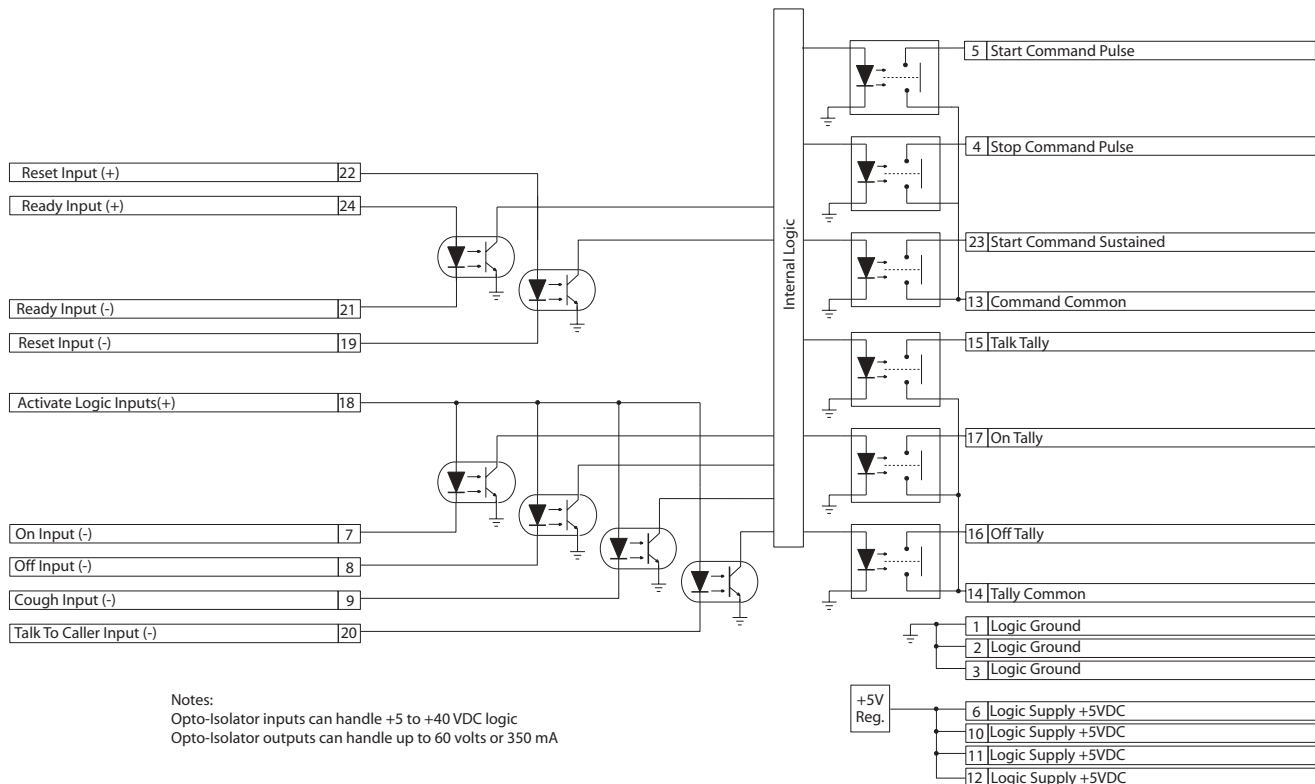 Reset Input (+) 22
Ready Input (+) 24
Ready Input (-) 21
Reset Input (-) 19
Activate Logic Inputs(+) 18
On Input (-) 7
Off Input (-) 8
Cough Input (-) 9
Talk To Caller Input (-) 20
Notes:
Opto-Isolator inputs can handle +5 to +40 VDC logic
Opto-Isolator outputs can handle up to 60 volts or 350 mA
Internal Logic
5 Start Command Pulse
4 Stop Command Pulse
23 Start Command Sustained
13 Command Common
15 Talk Tally
17 On Tally
16 Off Tally
14 Tally Common
1 Logic Ground
2 Logic Ground
3 Logic Ground
+5V
Reg.
6 Logic Supply +5VDC
10 Logic Supply +5VDC
11 Logic Supply +5VDC
12 Logic Supply +5VDC